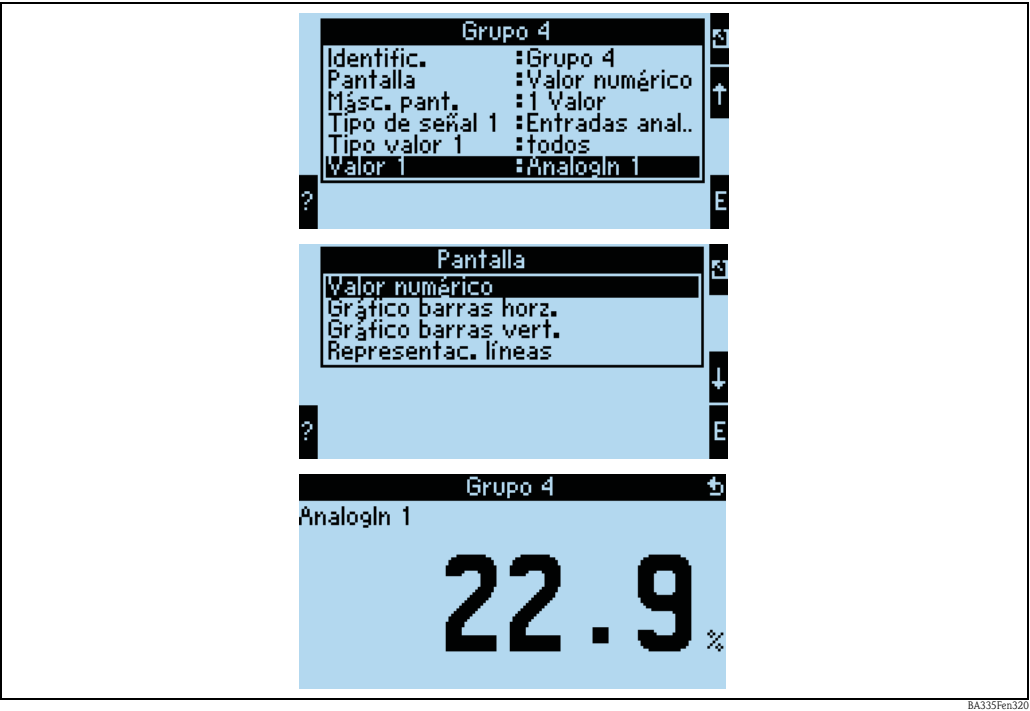 Grupo 4
Identific. :Grupo 4
Pantalla :Valor numérico
Másc. pant. :1 Valor
Tipo de señal 1 :Entradas anal..
Tipo valor 1 :todos
Valor 1 :AnalogIn 1
? E
Pantalla
Valor numérico
Gráfico barras horz.
Gráfico barras vert.
Representac. líneas
? E
Grupo 4
AnalogIn 1
22.9 %
BA335Fen320